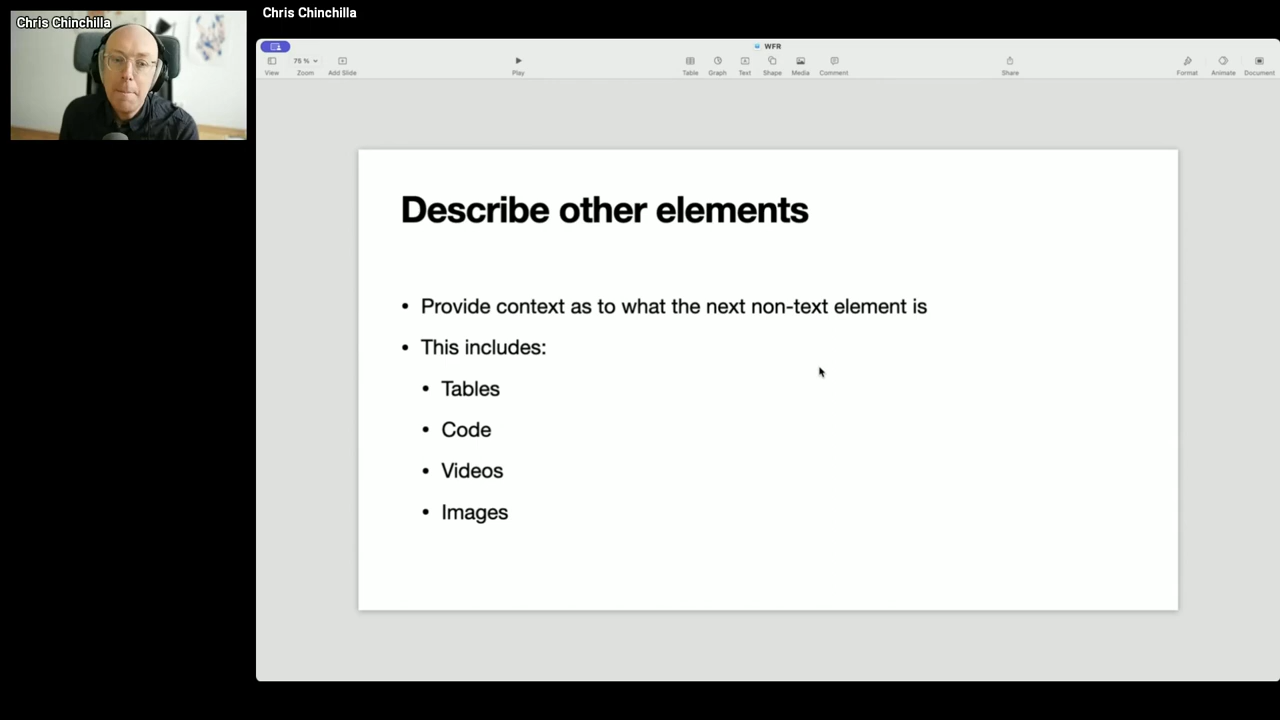 Chris Chinchilla
Chris Chinchilla
WFR
View
75 %
Zoom
Add Slide
Play
Table
Graph
Text
Shape
Media
Comment
Share
Format
Animate
Document
Describe other elements
• Provide context as to what the next non-text element is
• This includes:
• Tables
• Code
• Videos
• Images